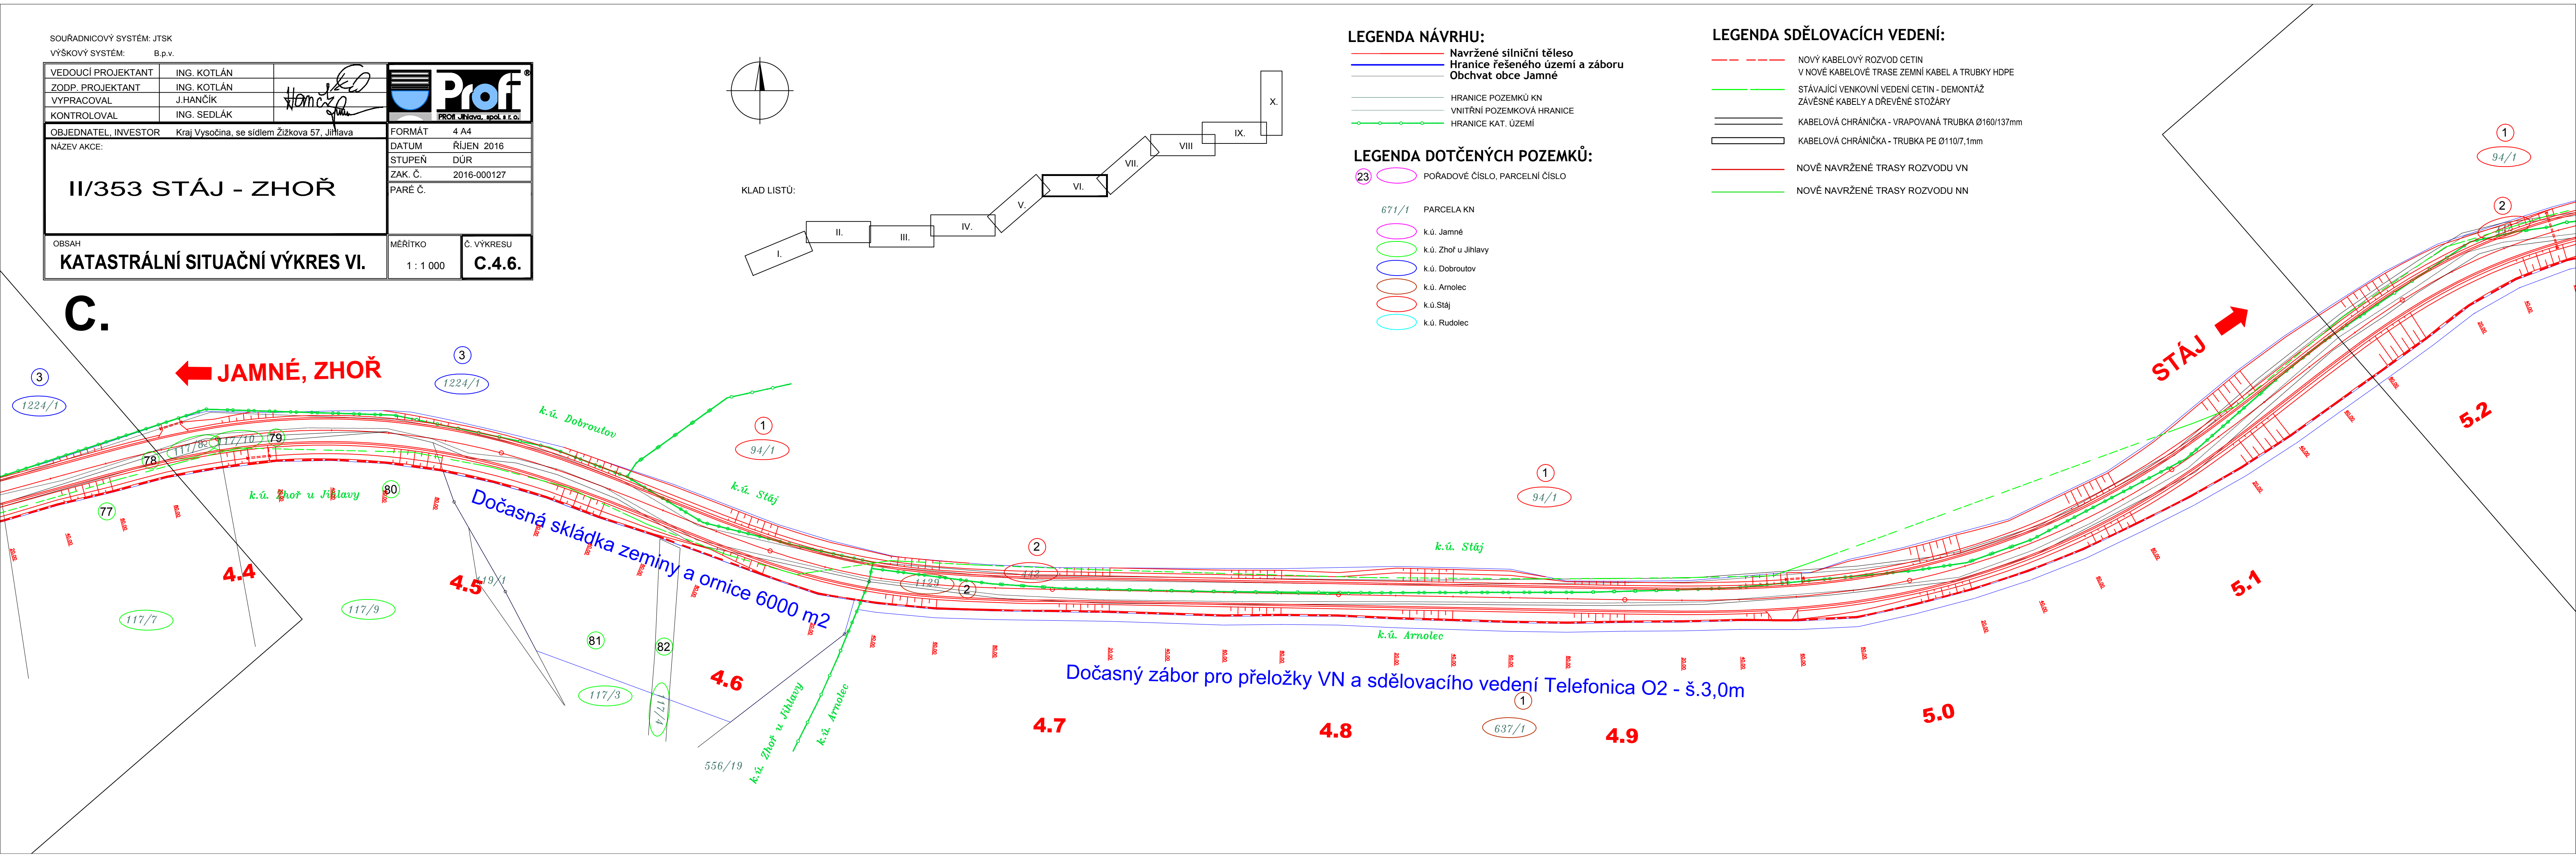 SOUŘADNICOVÝ SYSTÉM: JTSK
VÝŠKOVÝ SYSTÉM: B.p.v.
VEDOUCÍ PROJEKTANT ING. KOTLÁN
ZODP. PROJEKTANT ING. KOTLÁN
VYPRACOVAL J.HANČÍK
KONTROLOVAL ING. SEDLÁK
Profi ®
PROfi Jihlava, spol. s r. o.
OBJEDNATEL, INVESTOR Kraj Vysočina, se sídlem Žižkova 57, Jihlava
NÁZEV AKCE:
II/353 STÁJ - ZHOŘ
FORMÁT 4 A4
DATUM ŘÍJEN 2016
STUPEŇ DÚR
ZAK. Č. 2016-000127
PARÉ Č.
OBSAH
KATASTRÁLNÍ SITUAČNÍ VÝKRES VI.
MĚŘÍTKO
1 : 1 000
Č. VÝKRESU
C.4.6.
C.
KLAD LISTŮ:
I.
II.
III.
IV.
V.
VI.
VII.
VIII
IX.
X.
LEGENDA NÁVRHU:
Navržené silniční těleso
Hranice řešeného území a záboru
Obchvat obce Jamné
HRANICE POZEMKŮ KN
VNITŘNÍ POZEMKOVÁ HRANICE
HRANICE KAT. ÚZEMÍ
LEGENDA DOTČENÝCH POZEMKŮ:
23 POŘADOVÉ ČÍSLO, PARCELNÍ ČÍSLO
671/1 PARCELA KN
k.ú. Jamné
k.ú. Zhoř u Jihlavy
k.ú. Dobroutov
k.ú. Arnolec
k.ú.Stáj
k.ú. Rudolec
LEGENDA SDĚLOVACÍCH VEDENÍ:
NOVÝ KABELOVÝ ROZVOD CETIN
V NOVÉ KABELOVÉ TRASE ZEMNÍ KABEL A TRUBKY HDPE
STÁVAJÍCÍ VENKOVNÍ VEDENÍ CETIN - DEMONTÁŽ
ZÁVĚSNÉ KABELY A DŘEVĚNÉ STOŽÁRY
KABELOVÁ CHRÁNIČKA - VRAPOVANÁ TRUBKA Ø160/137mm
KABELOVÁ CHRÁNIČKA - TRUBKA PE Ø110/7,1mm
NOVĚ NAVRŽENÉ TRASY ROZVODU VN
NOVĚ NAVRŽENÉ TRASY ROZVODU NN
1
94/1
2
STÁJ
5.2
JAMNÉ, ZHOŘ
3
1224/1
3
1224/1
k.ú. Dobroutov
1
94/1
k.ú. Stáj
1
94/1
k.ú. Stáj
117/10
79
78
77
k.ú. Zhoř u Jihlavy
80
Dočasná skládka zeminy a ornice 6000 m2
2
1129
2
4.4
4.5
119/1
117/7
117/9
81
82
117/3
117/4
4.6
556/19
k.ú. Zhoř u Jihlavy
k.ú. Arnolec
k.ú. Arnolec
Dočasný zábor pro přeložky VN a sdělovacího vedení Telefonica O2 - š.3,0m
1
637/1
4.7
4.8
4.9
5.0
5.1